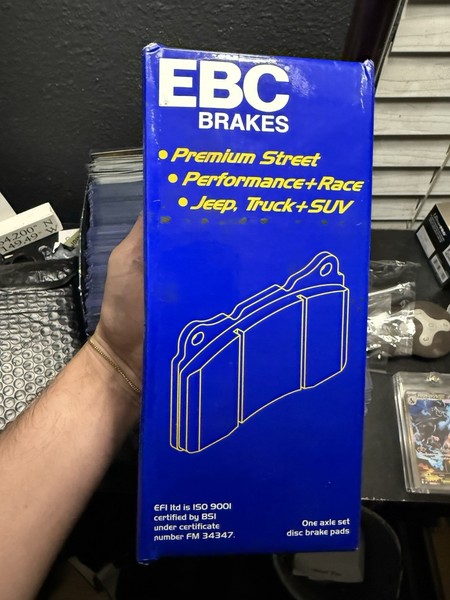 EBC
BRAKES
• Premium Street
• Performance+Race
• Jeep, Truck+SUV
EFI ltd is ISO 9001
certified by BSI
under certificate
number FM 34347.
One axle set
disc brake pads